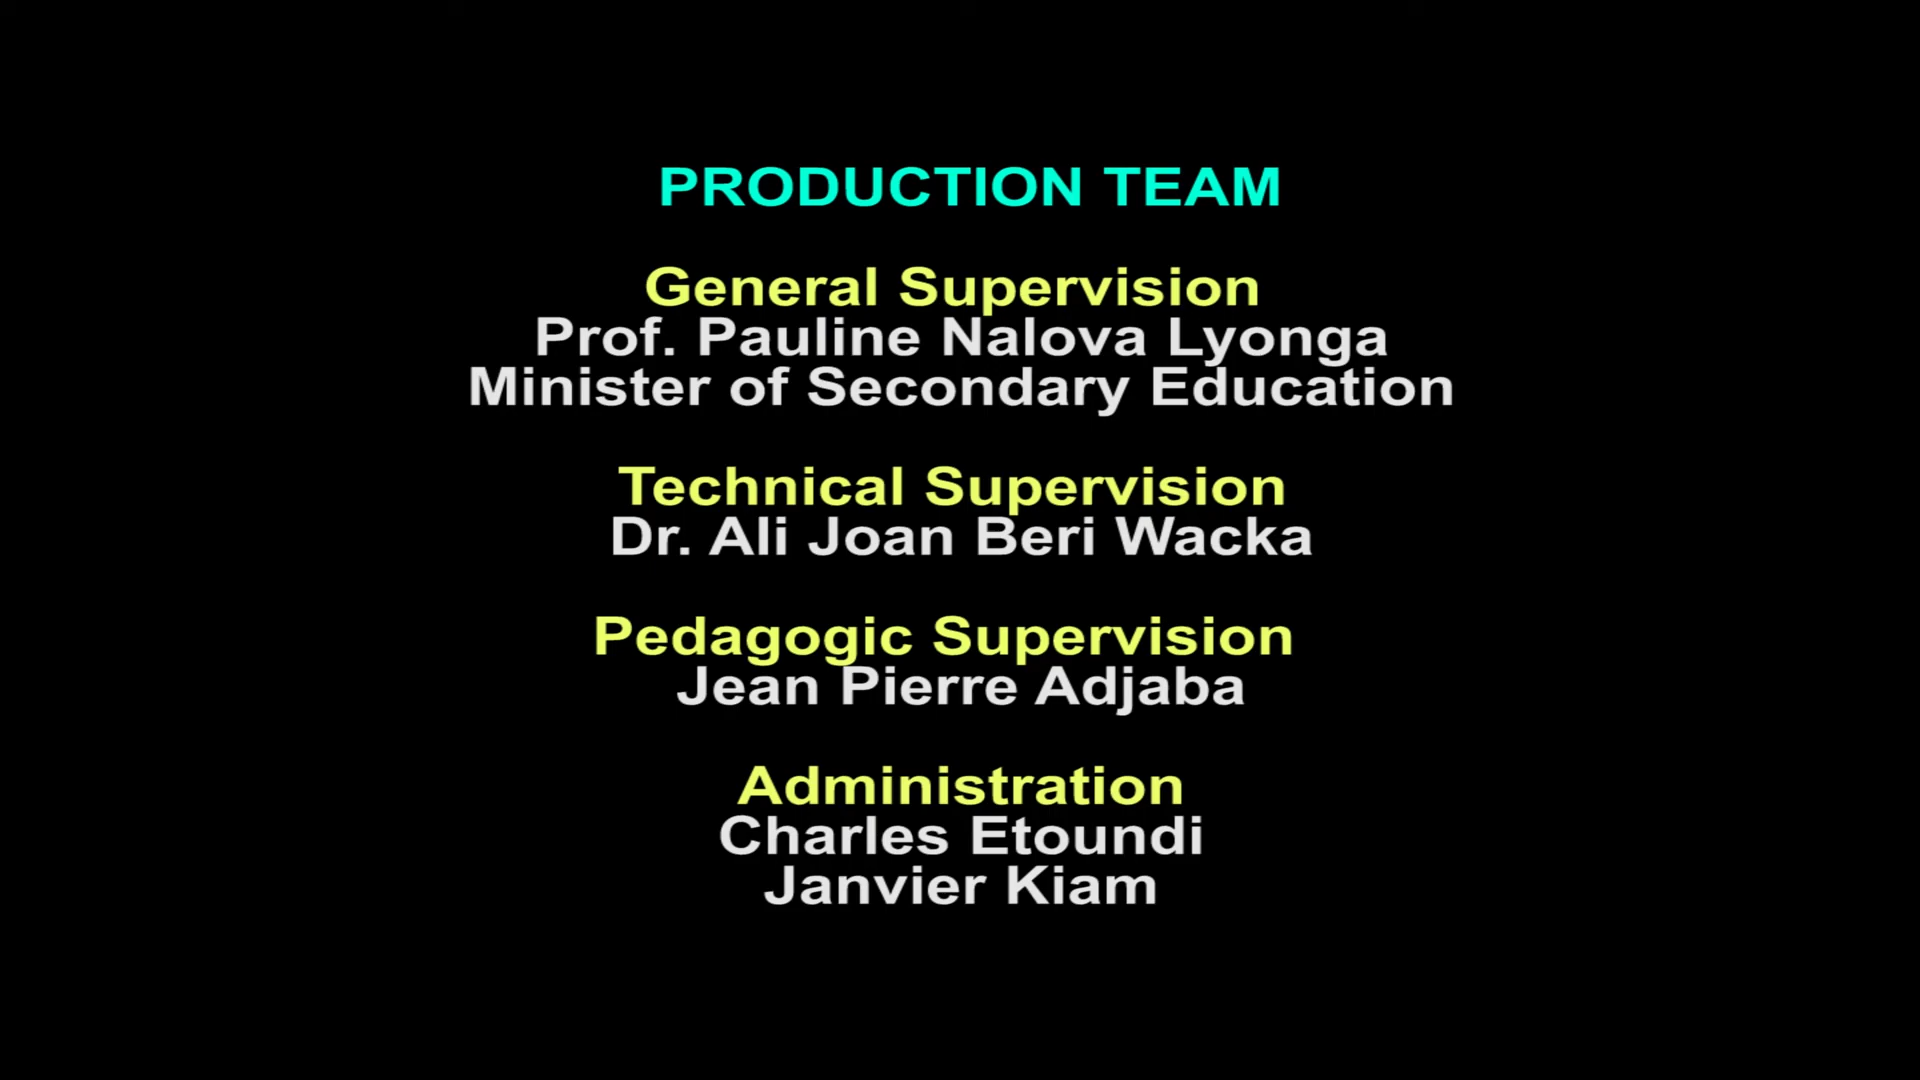 PRODUCTION TEAM
General Supervision
Prof. Pauline Nalova Lyonga
Minister of Secondary Education
Technical Supervision
Dr. Ali Joan Beri Wacka
Pedagogic Supervision
Jean Pierre Adjaba
Administration
Charles Etoundi
Janvier Kiam